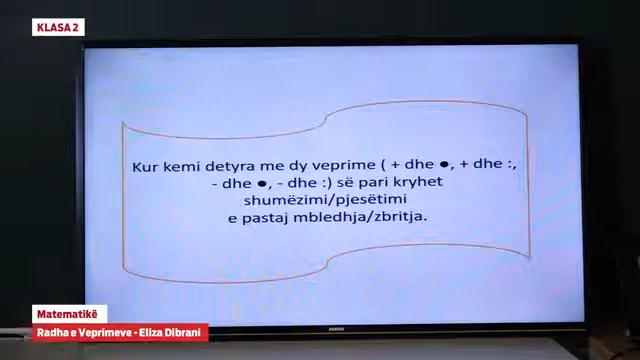 KLASA 2
Kur kemi detyra me dy veprime ( + dhe ●, + dhe :,
- dhe ●, - dhe :) së pari kryhet
shumëzimi/pjesëtimi
e pastaj mbledhja/zbritja.
Matematikë
Radha e Veprimeve - Eliza Dibrani